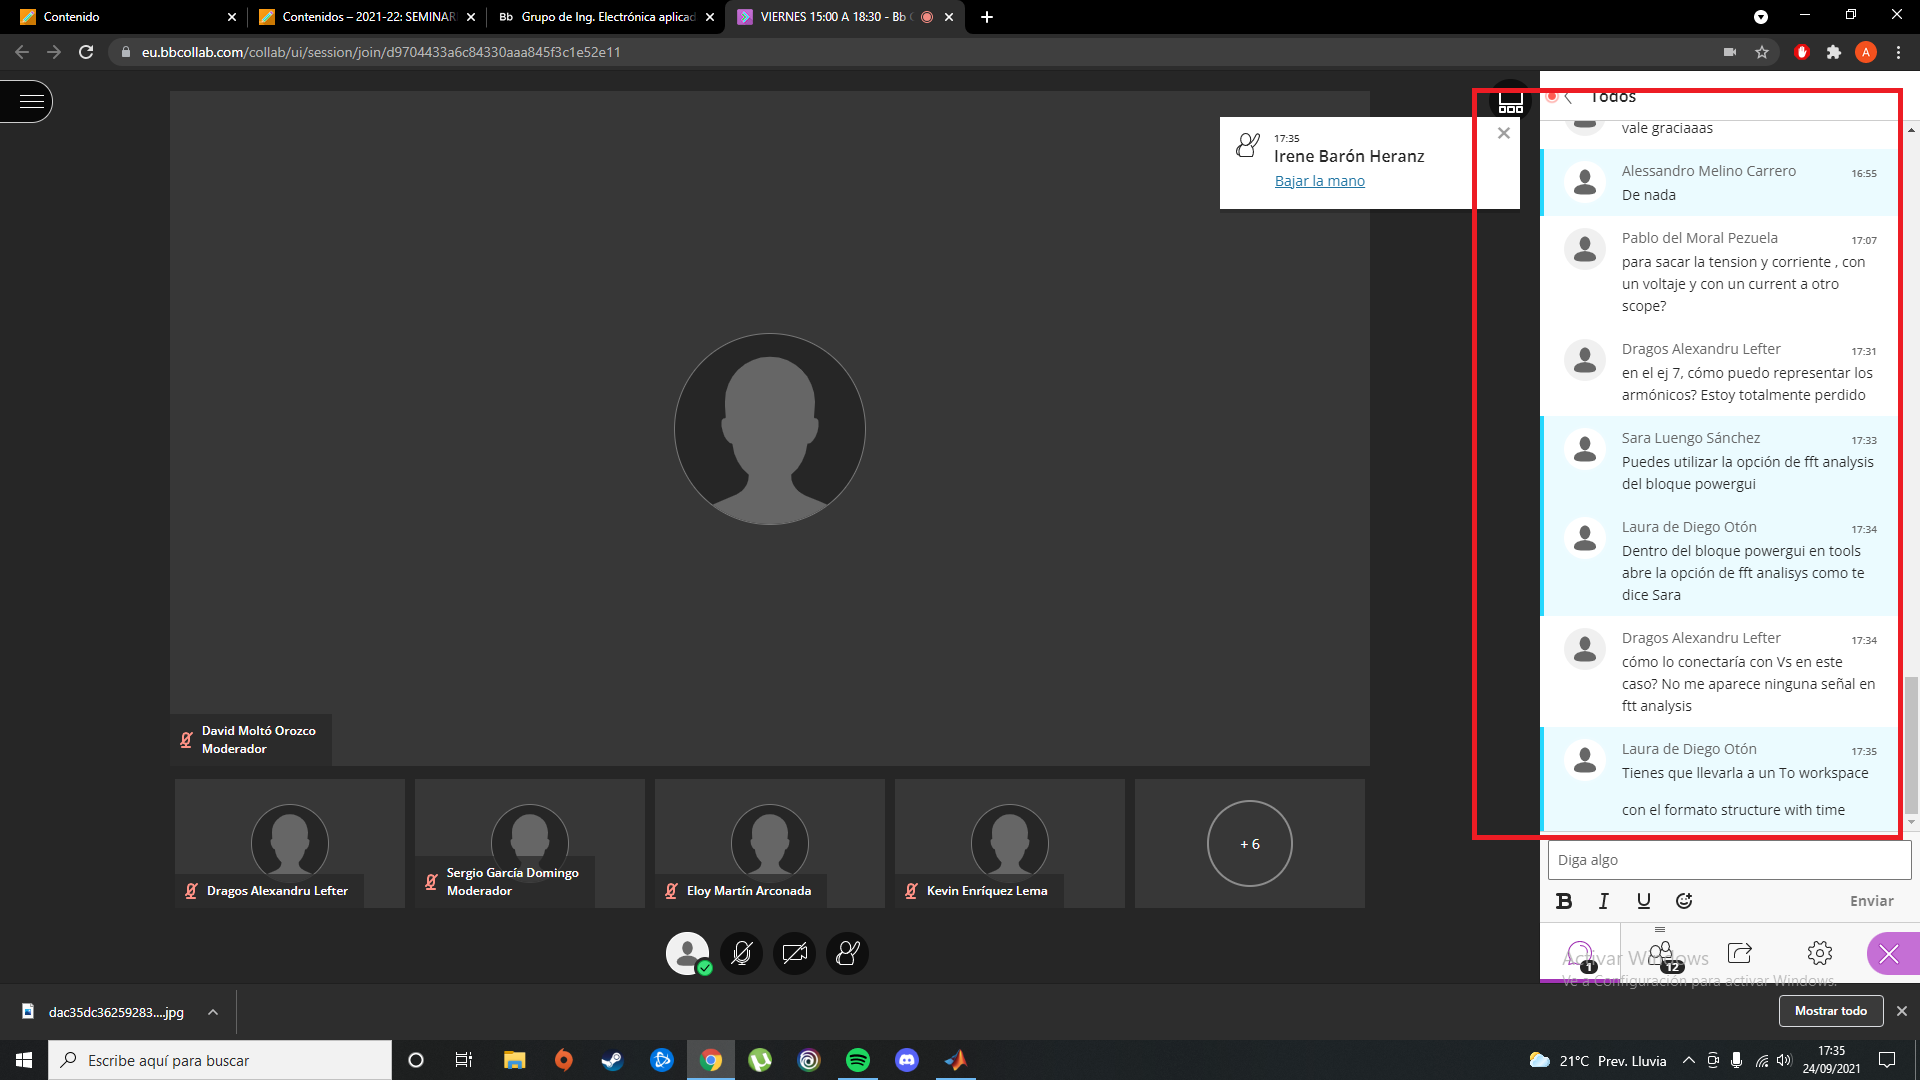 Contenido
Contenidos – 2021-22: SEMINAR
Bb Grupo de Ing. Electrónica aplicad
VIERNES 15:00 A 18:30 - Bb C
eu.bbcollab.com/collab/ui/session/join/d9704433a6c84330aaa845f3c1e52e11
A
17:35
Irene Barón Heranz
Bajar la mano
Todos
vale graciaaas
Alessandro Melino Carrero
16:55
De nada
Pablo del Moral Pezuela
17:07
para sacar la tension y corriente , con
un voltaje y con un current a otro
scope?
Dragos Alexandru Lefter
17:31
en el ej 7, cómo puedo representar los
armónicos? Estoy totalmente perdido
Sara Luengo Sánchez
17:33
Puedes utilizar la opción de fft analysis
del bloque powergui
Laura de Diego Otón
17:34
Dentro del bloque powergui en tools
abre la opción de fft analisys como te
dice Sara
Dragos Alexandru Lefter
17:34
cómo lo conectaría con Vs en este
caso? No me aparece ninguna señal en
ftt analysis
Laura de Diego Otón
17:35
Tienes que llevarla a un To workspace
con el formato structure with time
David Moltó Orozco
Moderador
Dragos Alexandru Lefter
Sergio García Domingo
Moderador
Eloy Martín Arconada
Kevin Enríquez Lema
+ 6
Diga algo
B I U
Enviar
1
12
Activar Windows
Ve a Configuración para activar Windows.
dac35dc36259283....jpg
Mostrar todo
Escribe aquí para buscar
21°C Prev. Lluvia
17:35
24/09/2021